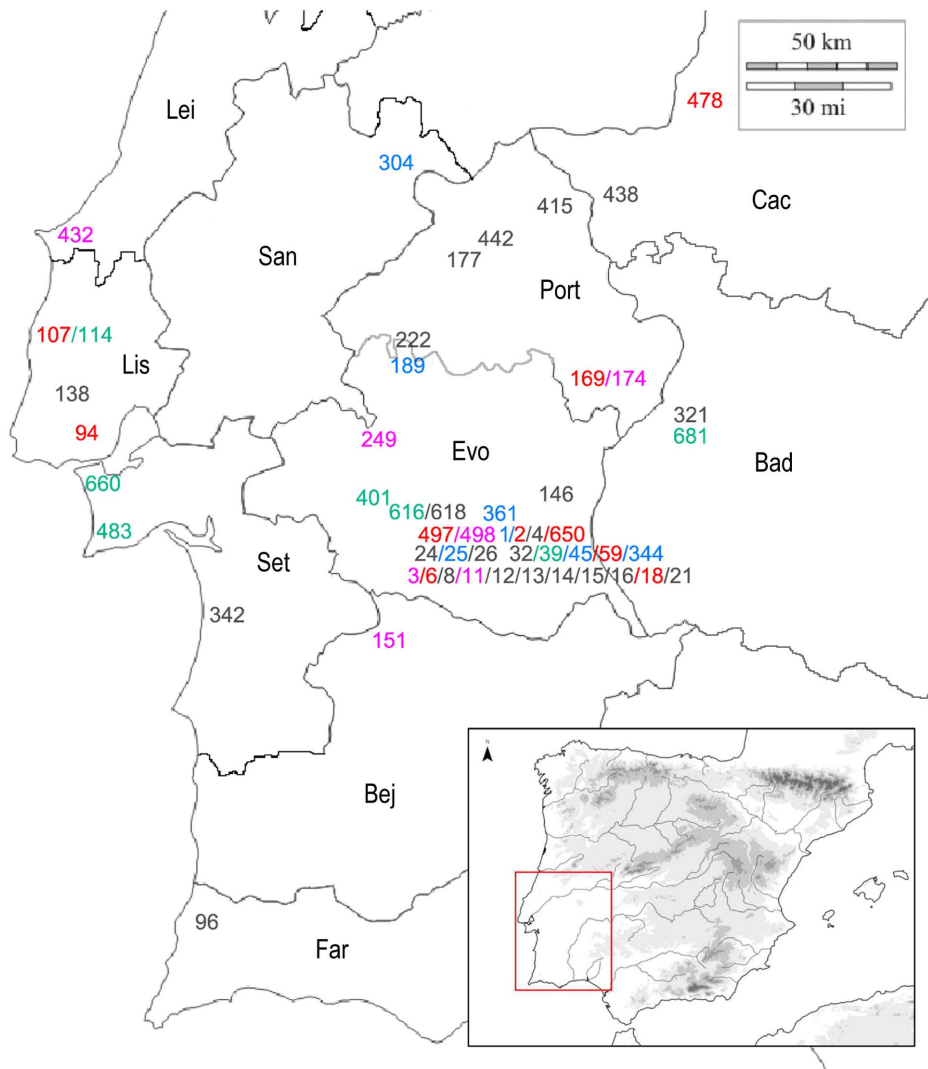 50 km
30 mi
478
Lei
304
438
Cac
415
432
442
San
177
Port
107/114
222
Lis
189
169/174
138
321
94
249
681
Evo
Bad
660
401
146
616/618
361
483
497/498 1/2/4/650
24/25/26 32/39/45/59/344
Set
3/6/8/11/12/13/14/15/16/18/21
342
151
N
Bej
96
Far